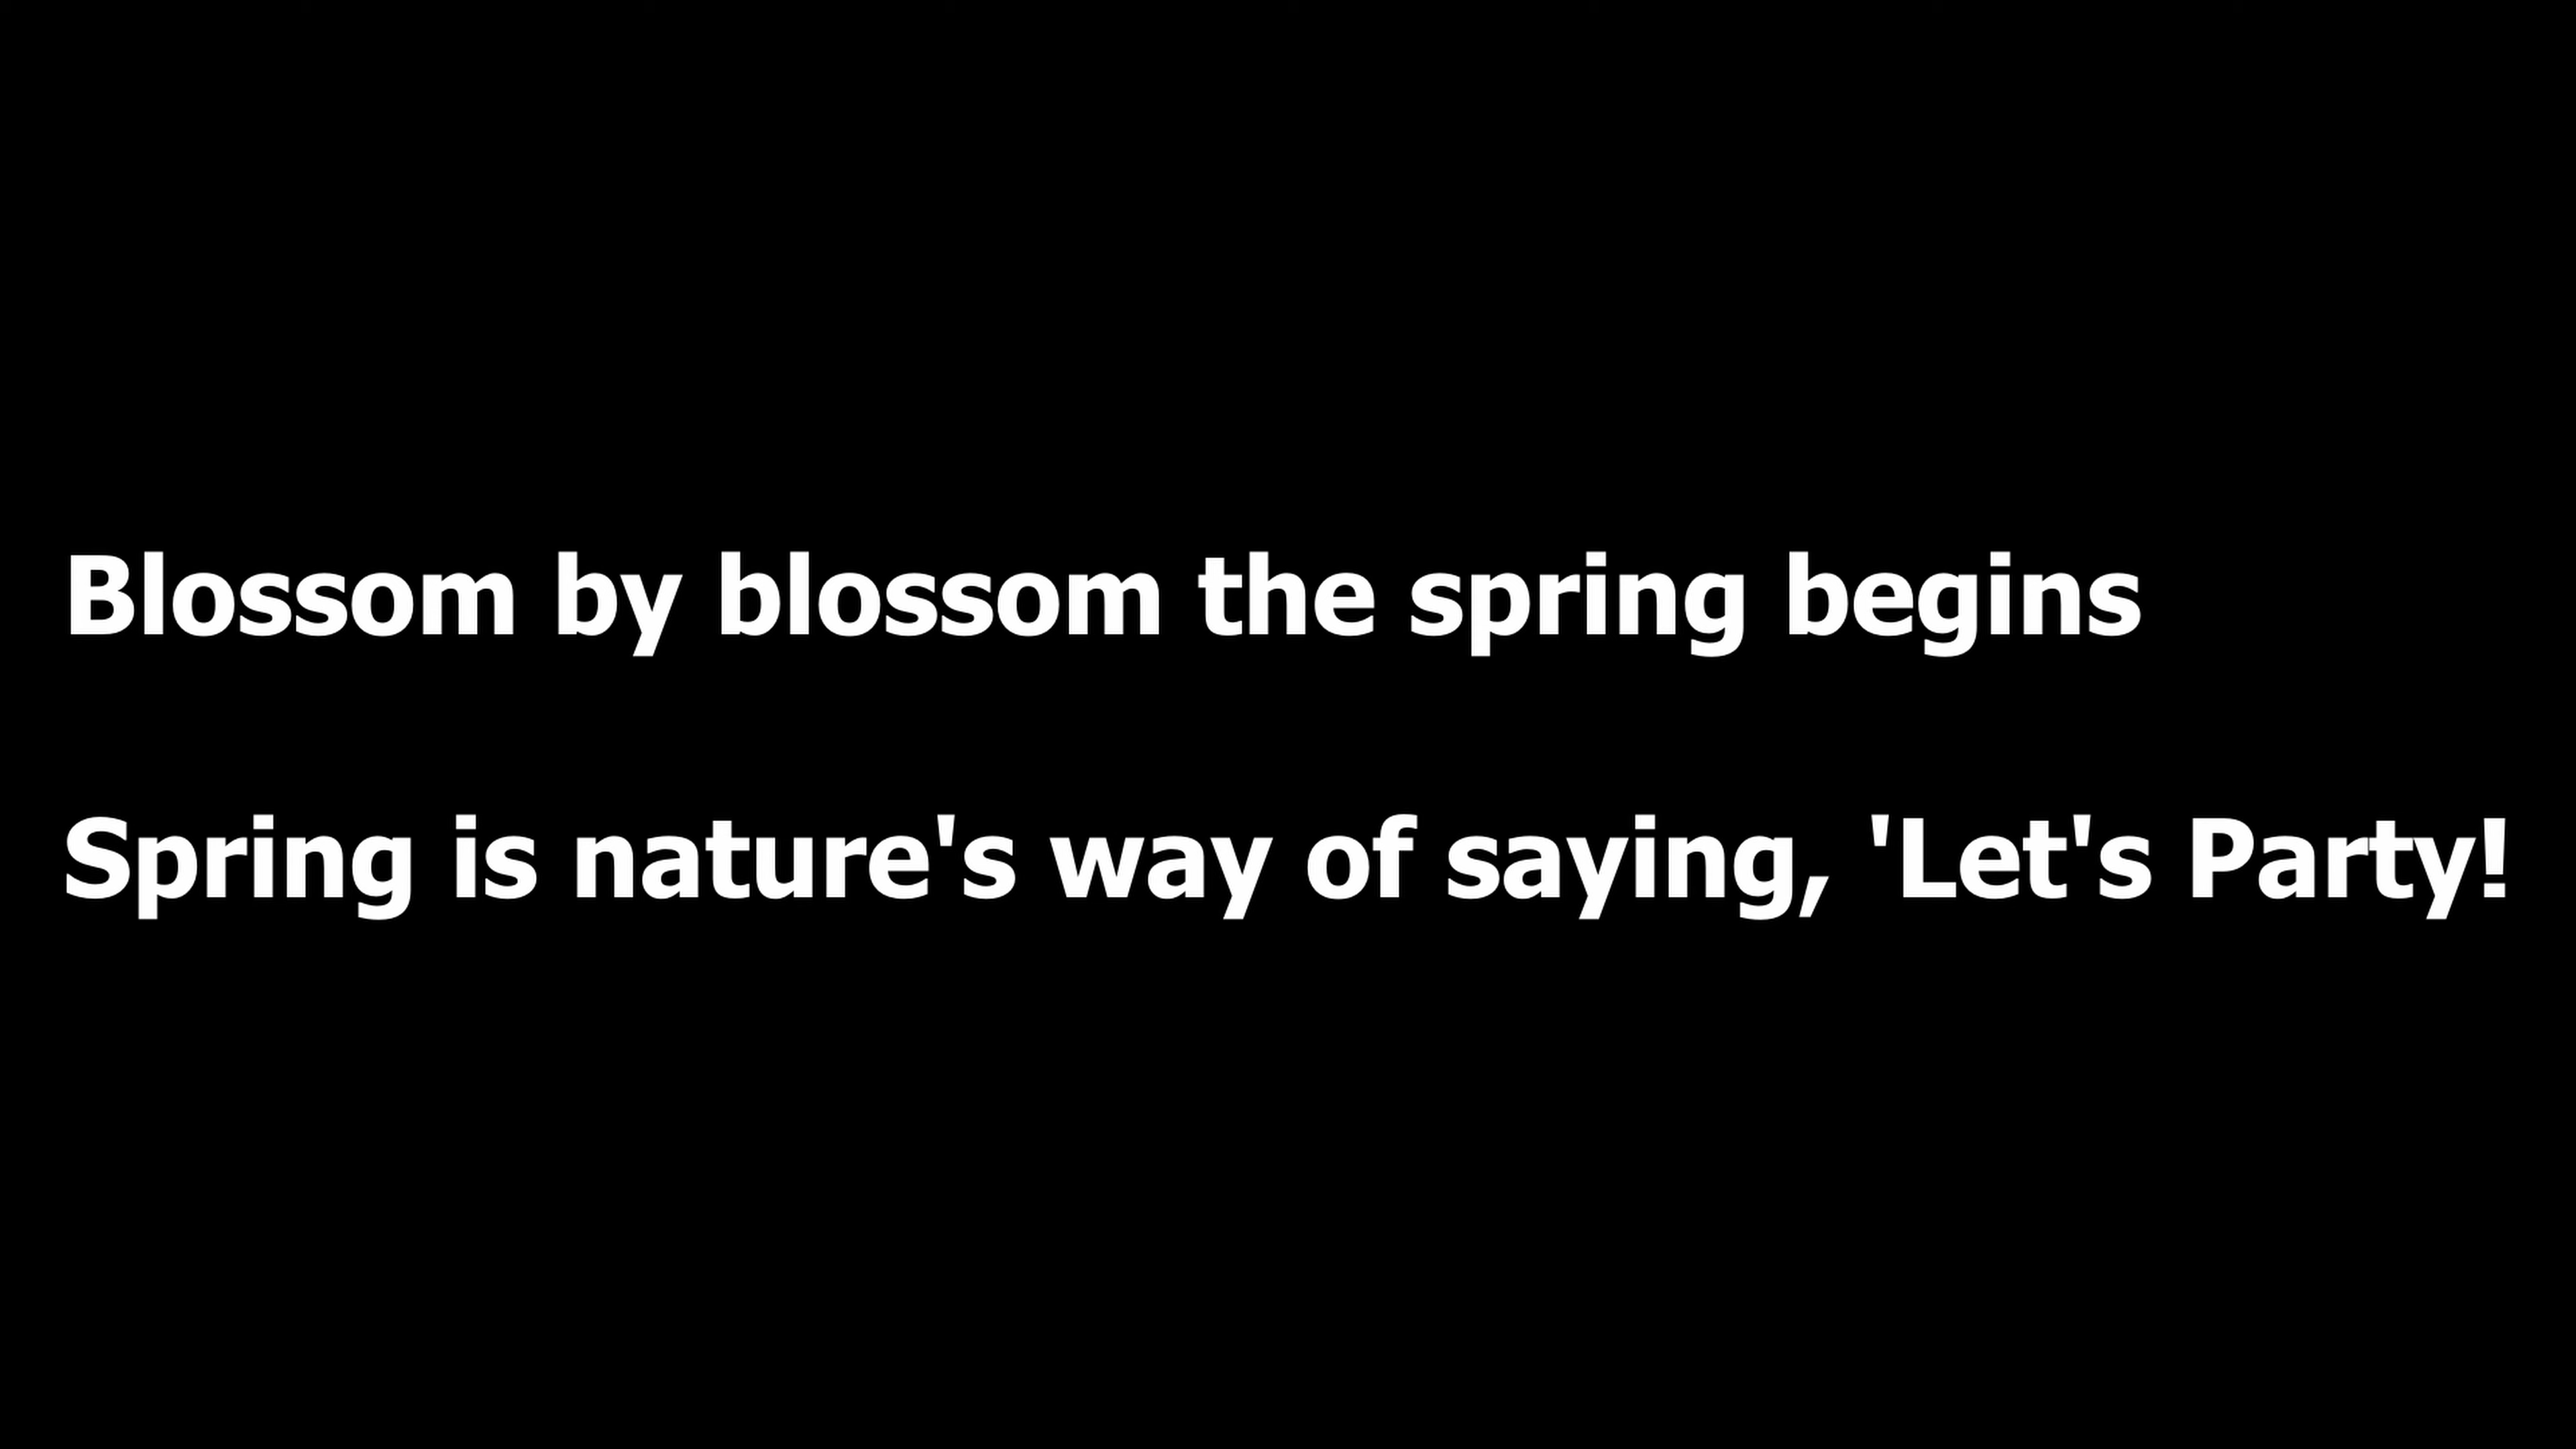 Blossom by blossom the spring begins
Spring is nature's way of saying, 'Let's Party!